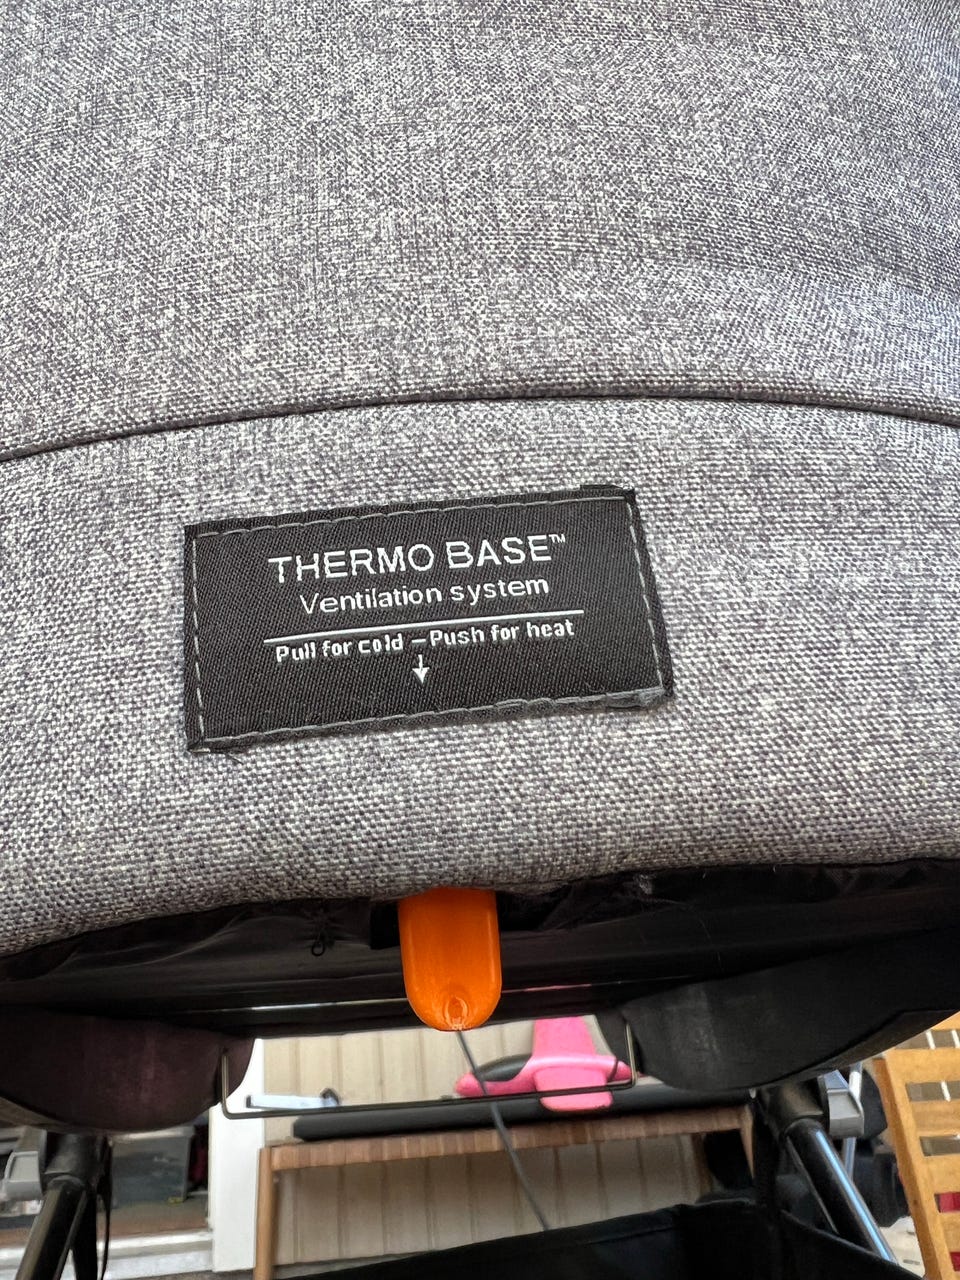 THERMO BASE™
Ventilation system
Pull for cold - Push for heat